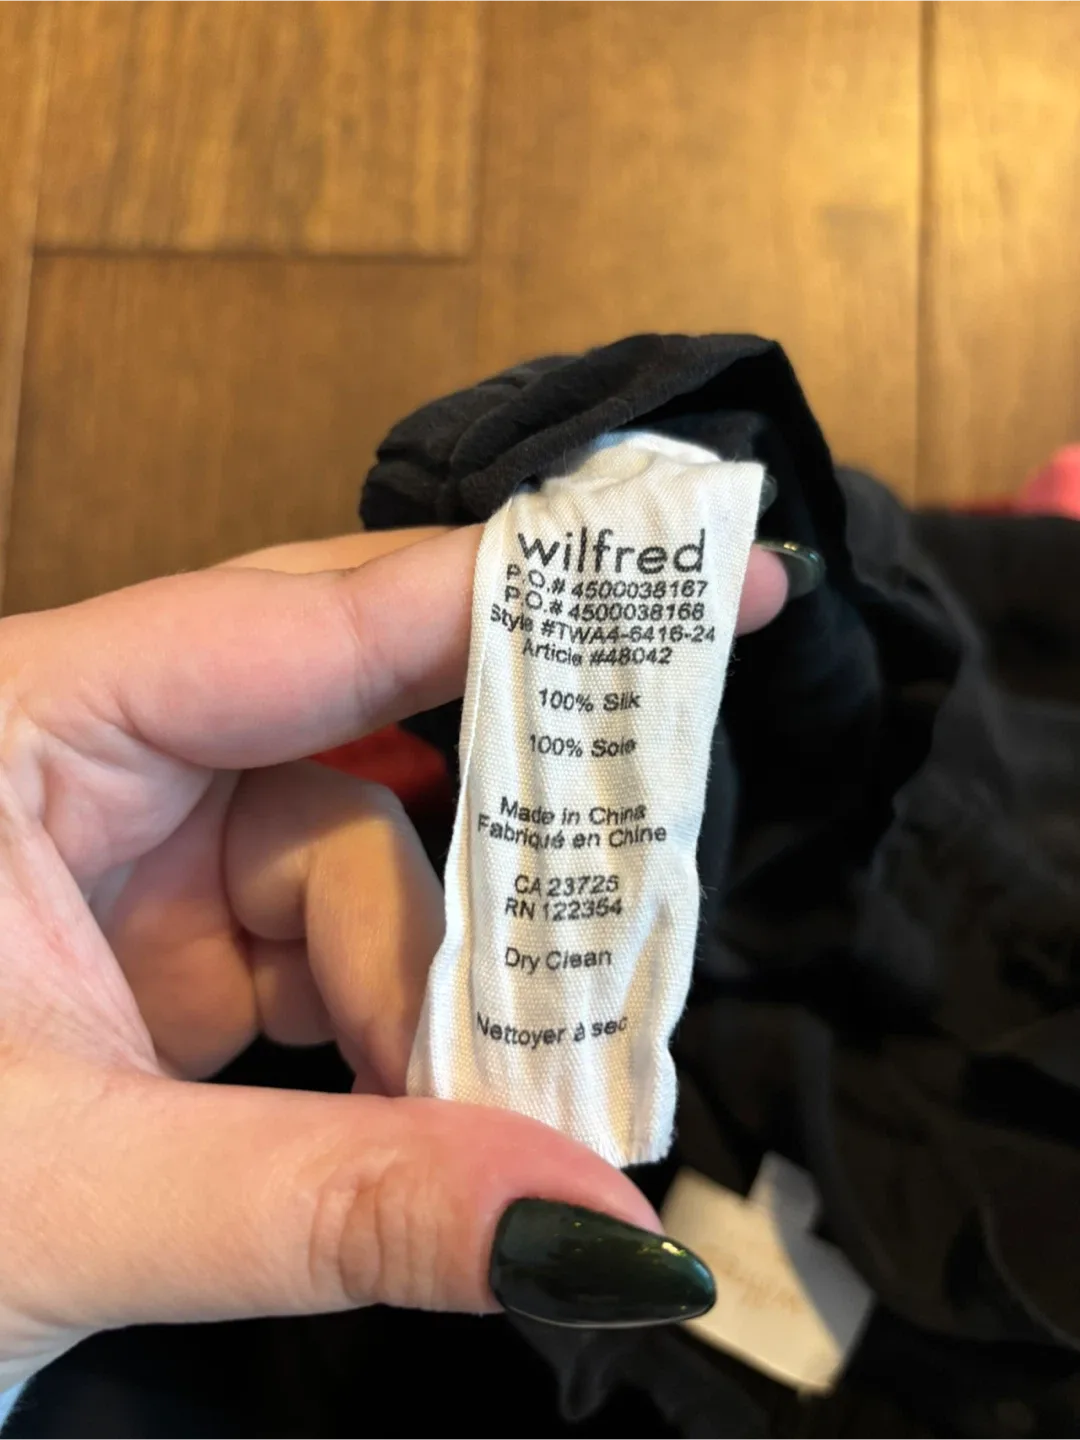 wilfred
P.O.# 4500038167
P.O.# 4500038168
Style #TWA4-6416-24
Article #48042
100% Silk
100% Soie
Made in China
Fabriqué en Chine
CA 23725
RN 122354
Dry Clean
Nettoyer à sec